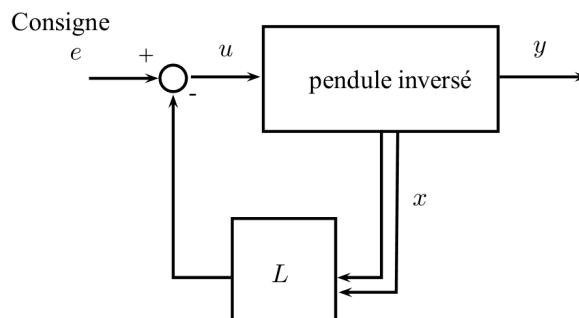 Consigne
e
+
-
u
pendule inversé
y
x
L